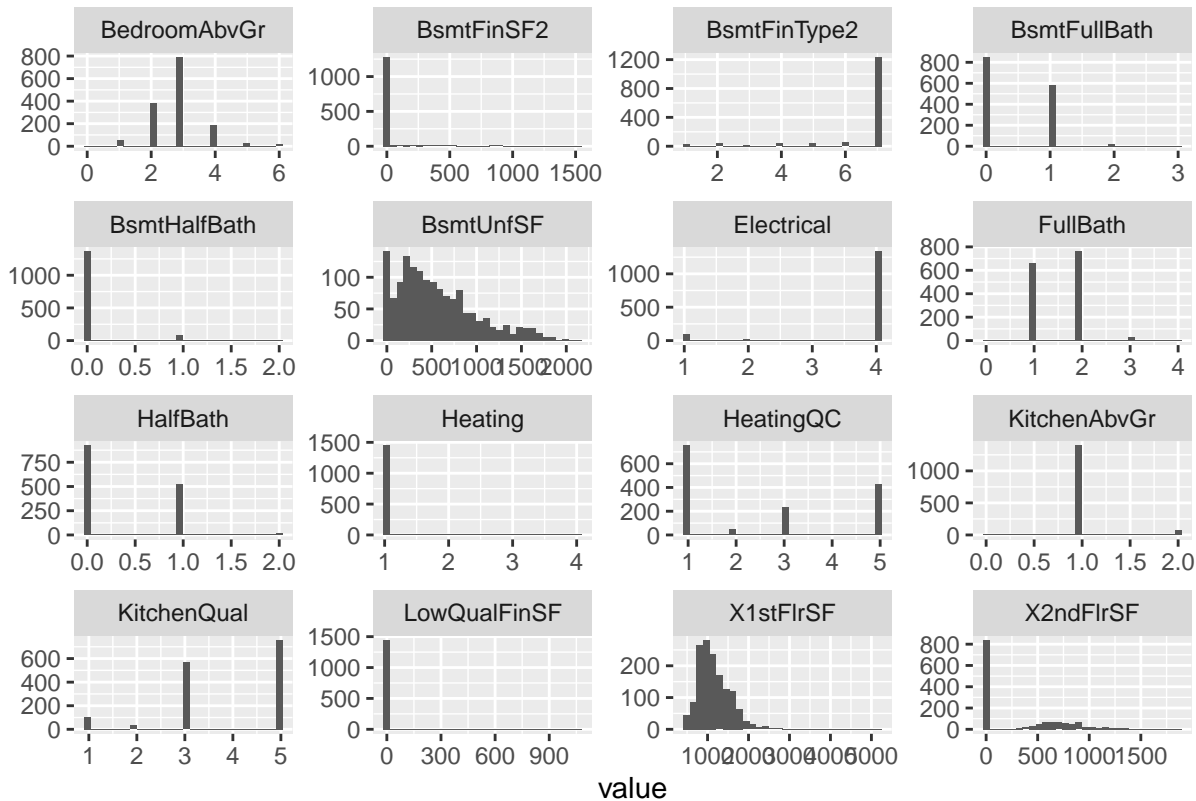 BedroomAbvGr BsmtFinSF2 BsmtFinType2 BsmtFullBath
800 600 400 200 0
1000 500 0
1200 800 400 0
800 600 400 200 0
0 2 4 6
0 500 1000 1500
2 4 6
0 1 2 3
BsmtHalfBath BsmtUnfSF Electrical FullBath
1000 500 0
100 50 0
1000 500 0
800 600 400 200 0
0.0 0.5 1.0 1.5 2.0
0 500 1000 1500 2000
1 2 3 4
0 1 2 3 4
HalfBath Heating HeatingQC KitchenAbvGr
750 500 250 0
1500 1000 500 0
600 400 200 0
1000 500 0
0.0 0.5 1.0 1.5 2.0
1 2 3 4
1 2 3 4 5
0.0 0.5 1.0 1.5 2.0
KitchenQual LowQualFinSF X1stFlrSF X2ndFlrSF
600 400 200 0
1500 1000 500 0
200 100 0
800 600 400 200 0
1 2 3 4 5
0 300 600 900
1000 2000 3000 4000 5000
0 500 1000 1500
value